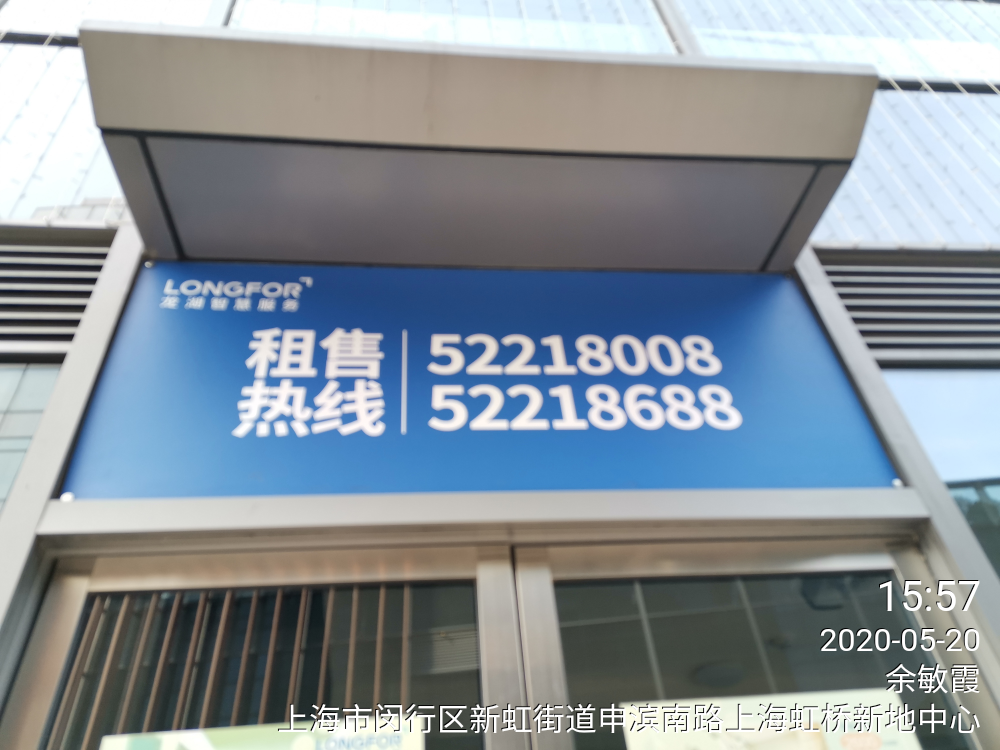 LONGFOR
龙湖智慧服务
租售
热线
52218008
52218688
15:57
2020-05-20
余敏霞
上海市闵行区新虹街道申滨南路上海虹桥新地中心
LONGFOR